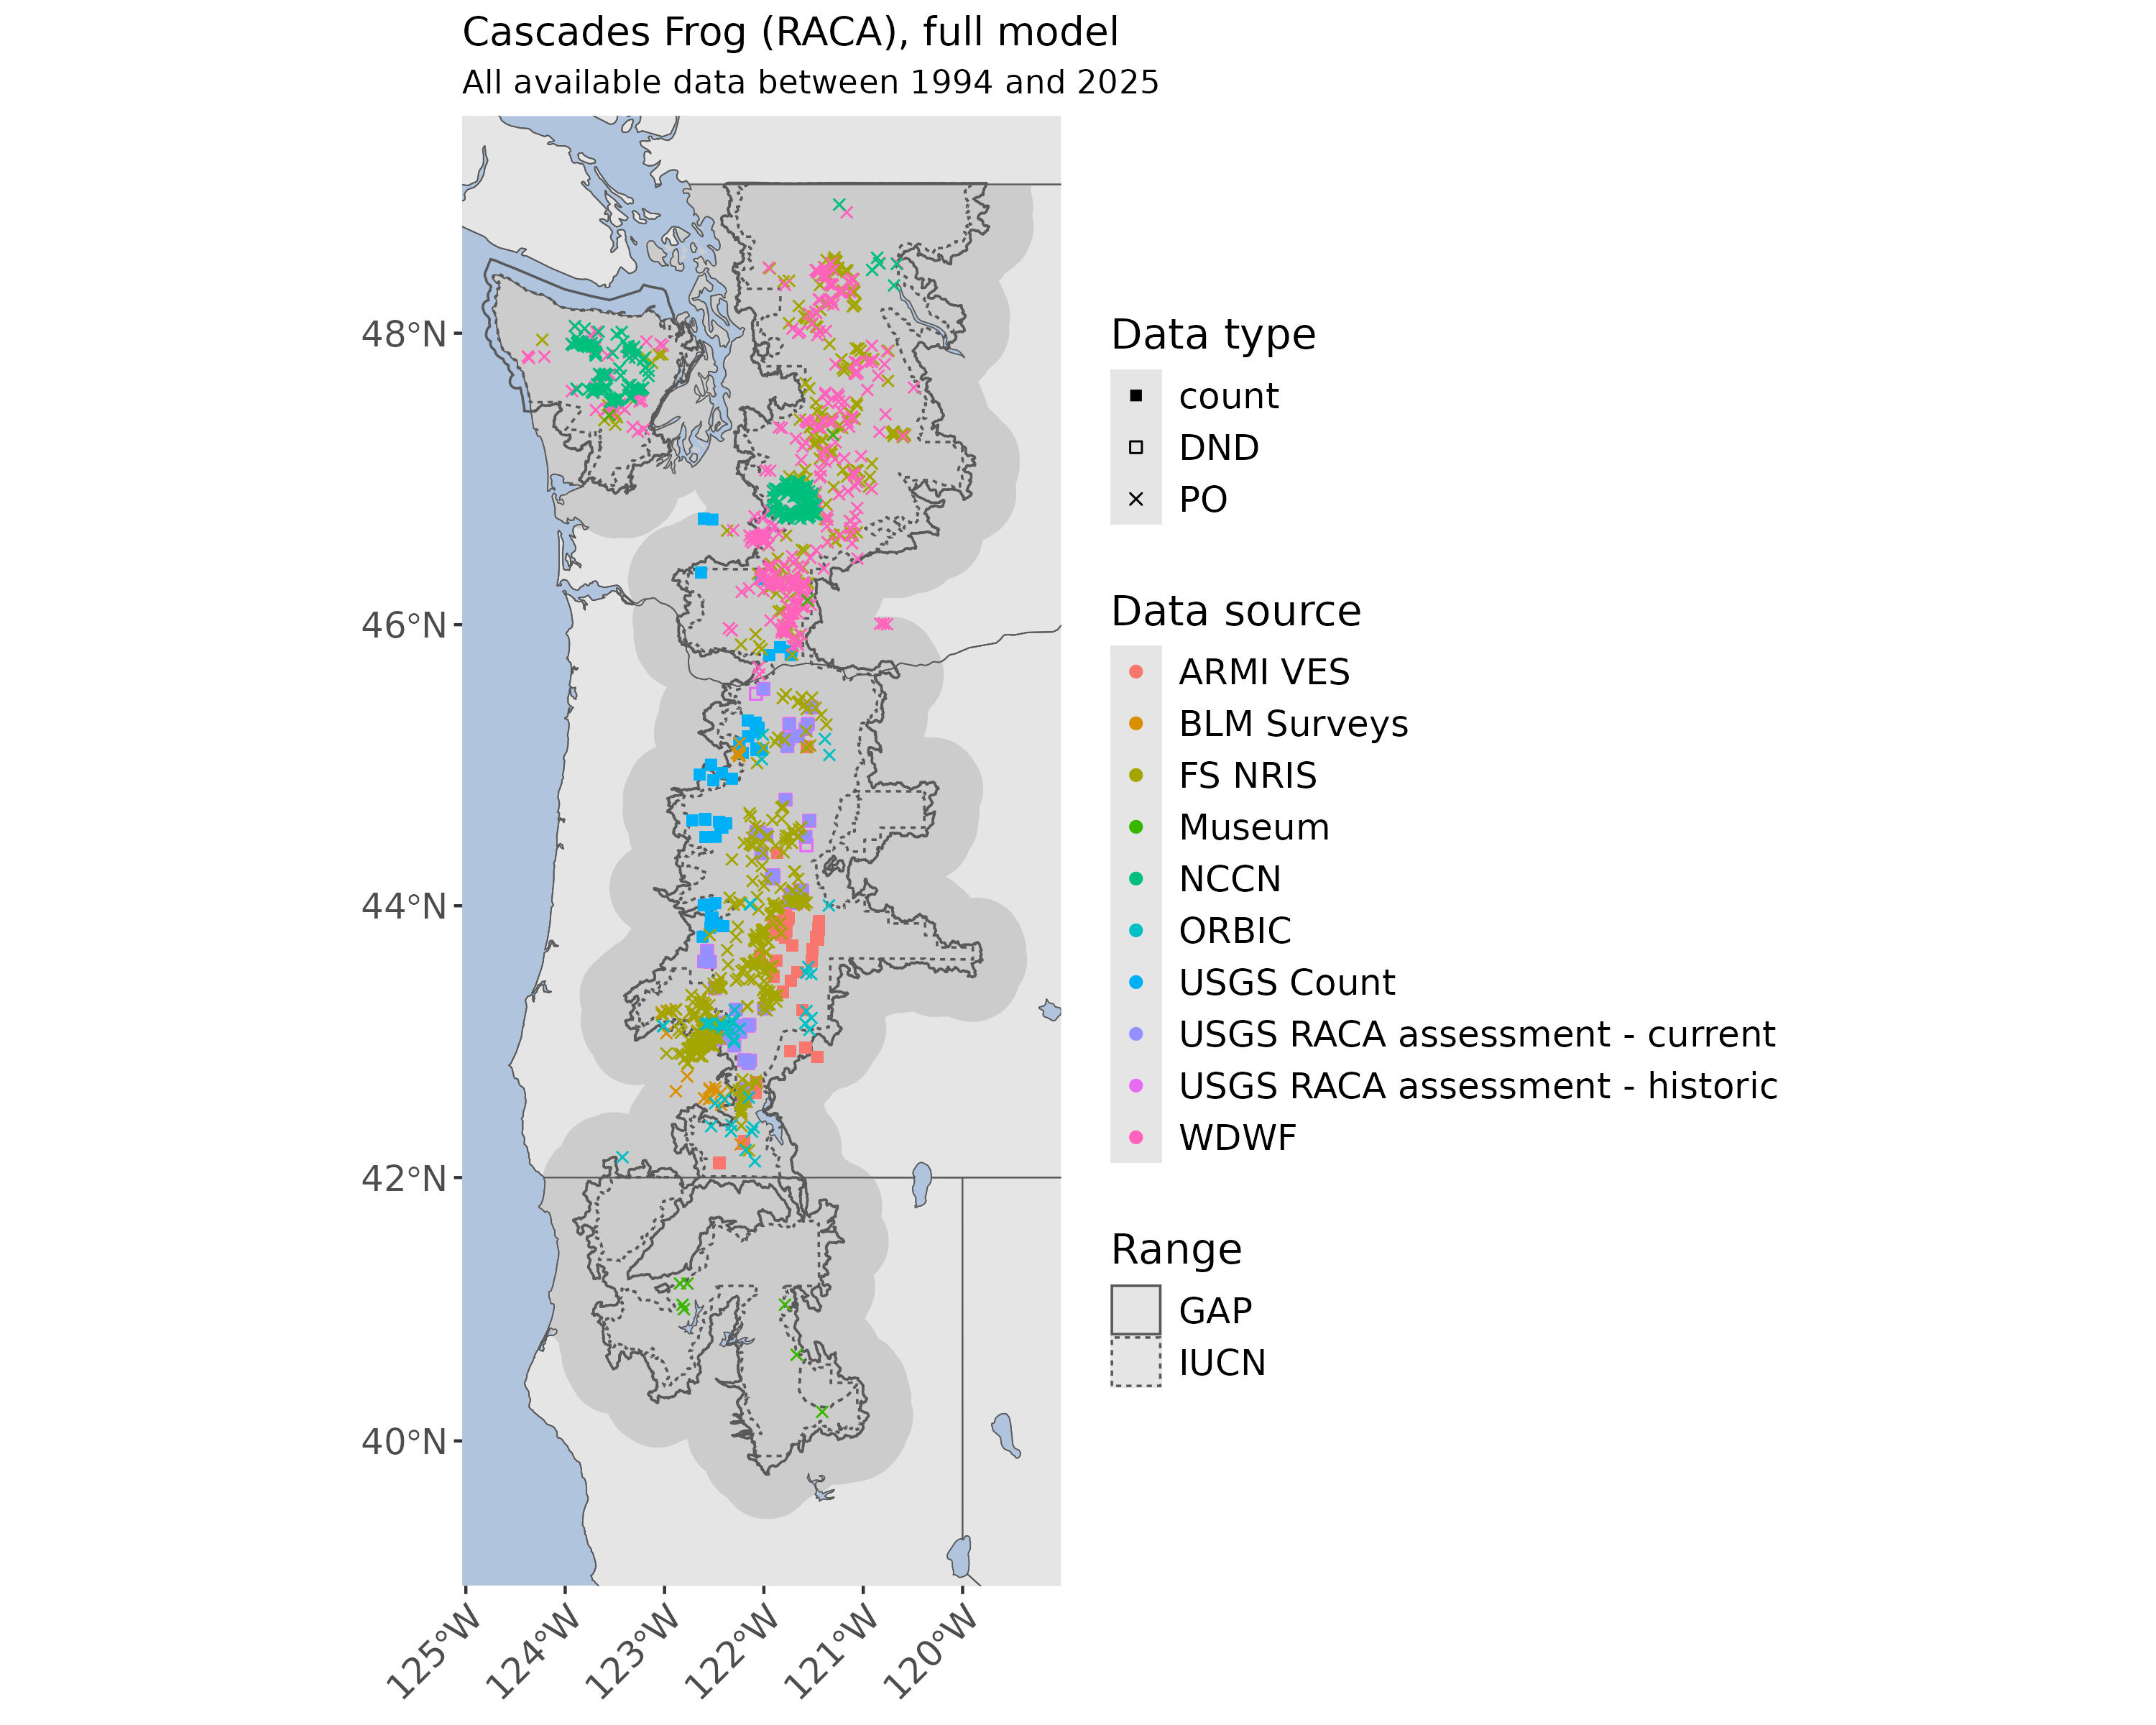 Cascades Frog (RACA), full model
All available data between 1994 and 2025
48°N
46°N
44°N
42°N
40°N
125°W
124°W
123°W
122°W
121°W
120°W
Data type
count
DND
PO
Data source
ARMI VES
BLM Surveys
FS NRIS
Museum
NCCN
ORBIC
USGS Count
USGS RACA assessment - current
USGS RACA assessment - historic
WDWF
Range
GAP
IUCN